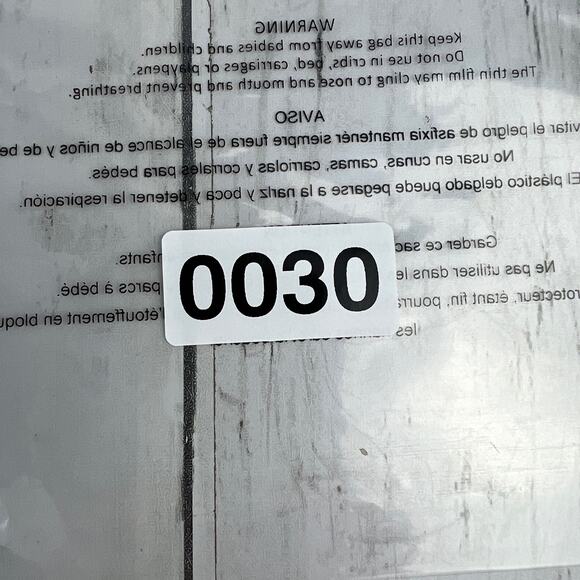 WARNING
Keep this bag away from babies and children.
Do not use in cribs, bed, carriages or playpens.
The thin film may cling to nose and mouth and prevent breathing.
AVISO
vitar el pelgro de asfixia mantenér siempre fuera de el alcance de y niños de be
No usar en cunas, camas, carriolas y corrales para bebés.
El plástico delgado puede pegarse a la nariz y boca y detener la respiración.
Garder ce sac
nfants.
Ne pas utiliser dans le
parcs à bébé.
rotecteur, étant fin, pourra
l'étouffement en bloqu
les
0030